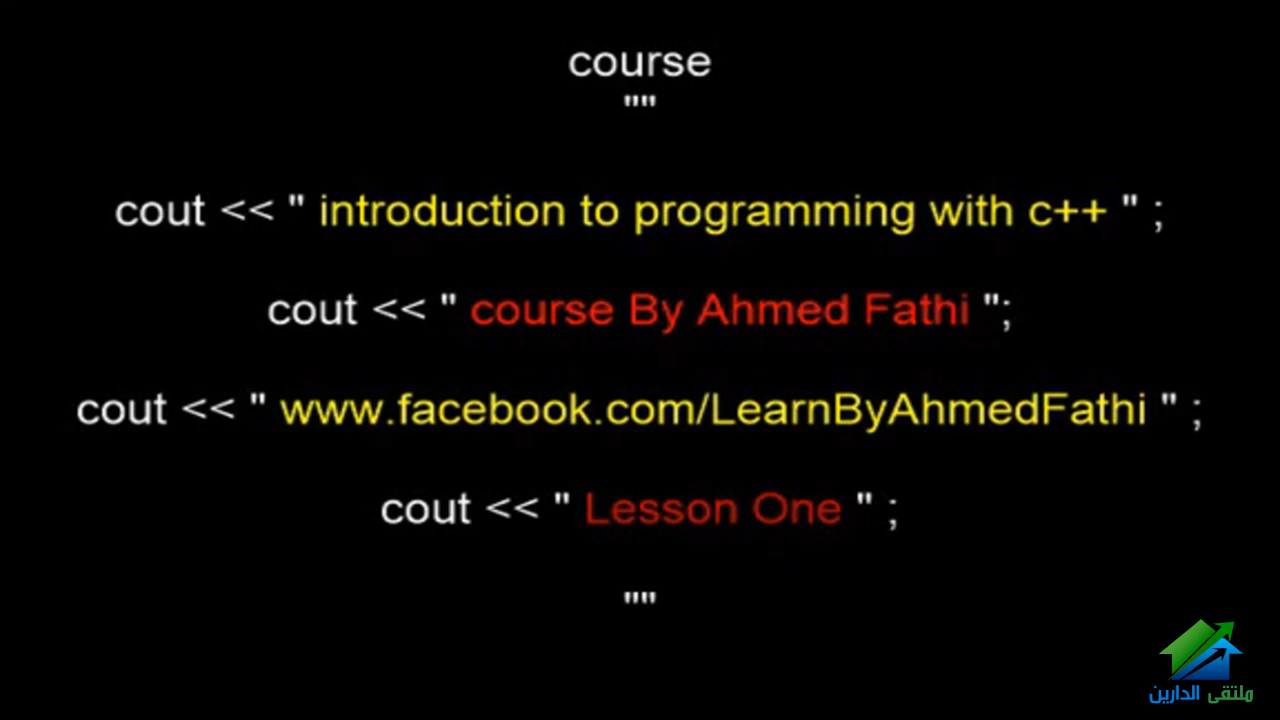 course
""
cout << " introduction to programming with c++ " ;
cout << " course By Ahmed Fathi ";
cout << " www.facebook.com/LearnByAhmedFathi " ;
cout << " Lesson One " ;
""
ملتقى الدارين